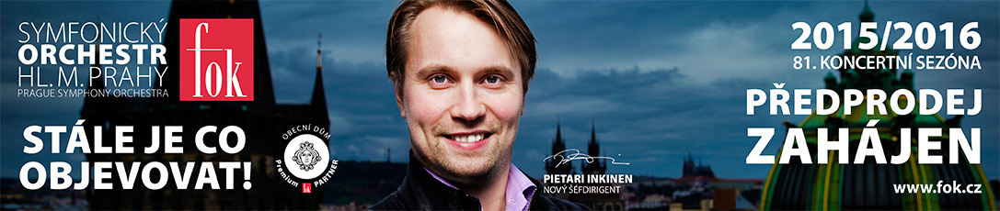 SYMFONICKÝ
ORCHESTR
HL. M. PRAHY
PRAGUE SYMPHONY ORCHESTRA
fok
STÁLE JE CO
OBJEVOVAT!
OBECNÍ DŮM
Premium fok PARTNER
PIETARI INKINEN
NOVÝ ŠÉFDIRIGENT
2015/2016
81. KONCERTNÍ SEZÓNA
PŘEDPRODEJ
ZAHÁJEN
www.fok.cz